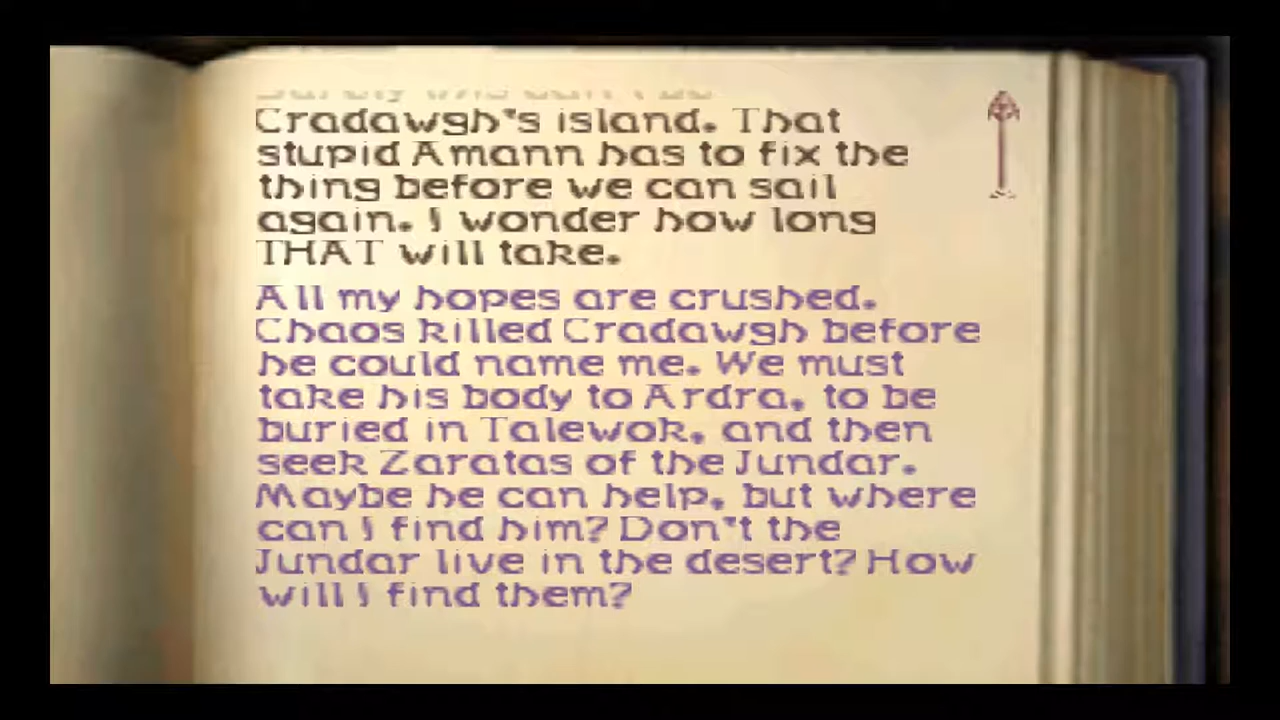 Cradawgh's island. That
stupid Amann has to fix the
thing before we can sail
again. I wonder how long
THAT will take.
All my hopes are crushed.
Chaos killed Cradawgh before
he could name me. We must
take his body to Ardra, to be
buried in Talewok, and then
seek Zaratas of the Jundar.
Maybe he can help, but where
can I find him? Don't the
Jundar live in the desert? How
will I find them?